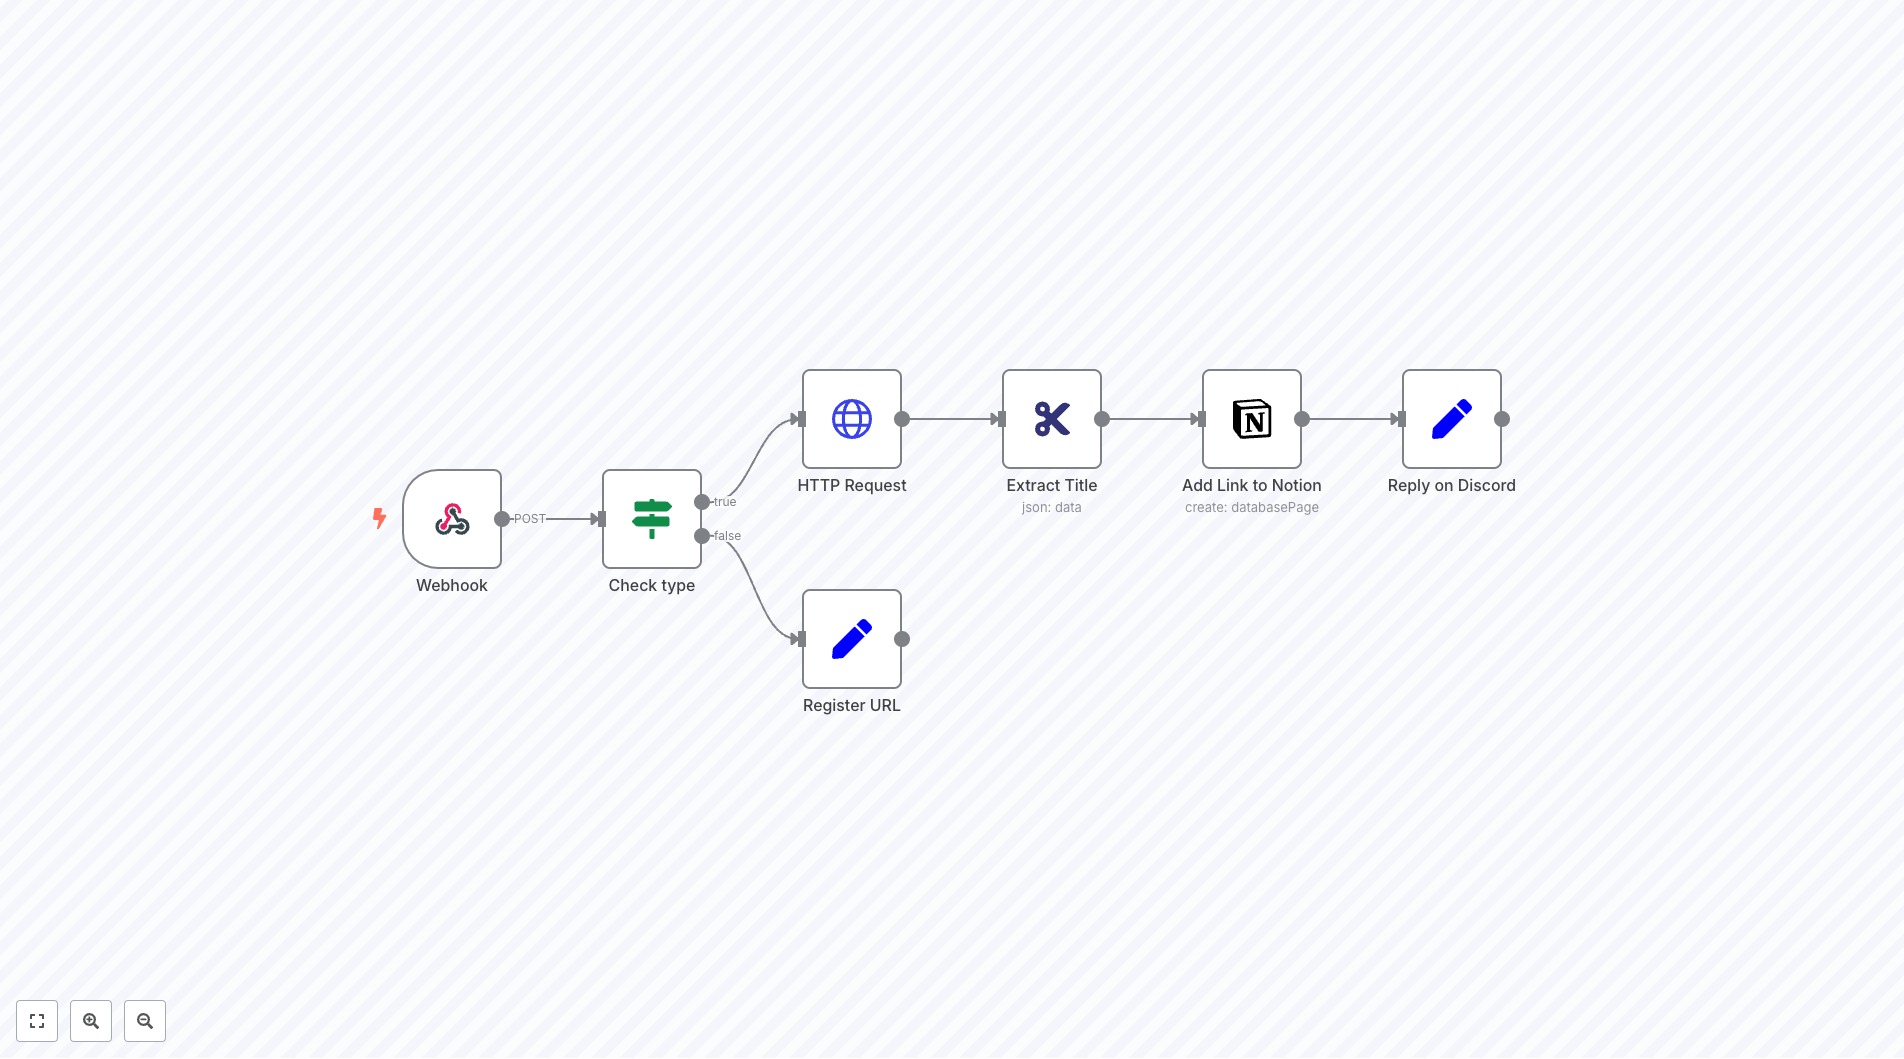 POST
Webhook
Check type
true
false
HTTP Request
Extract Title
json: data
N
Add Link to Notion
create: databasePage
Reply on Discord
Register URL